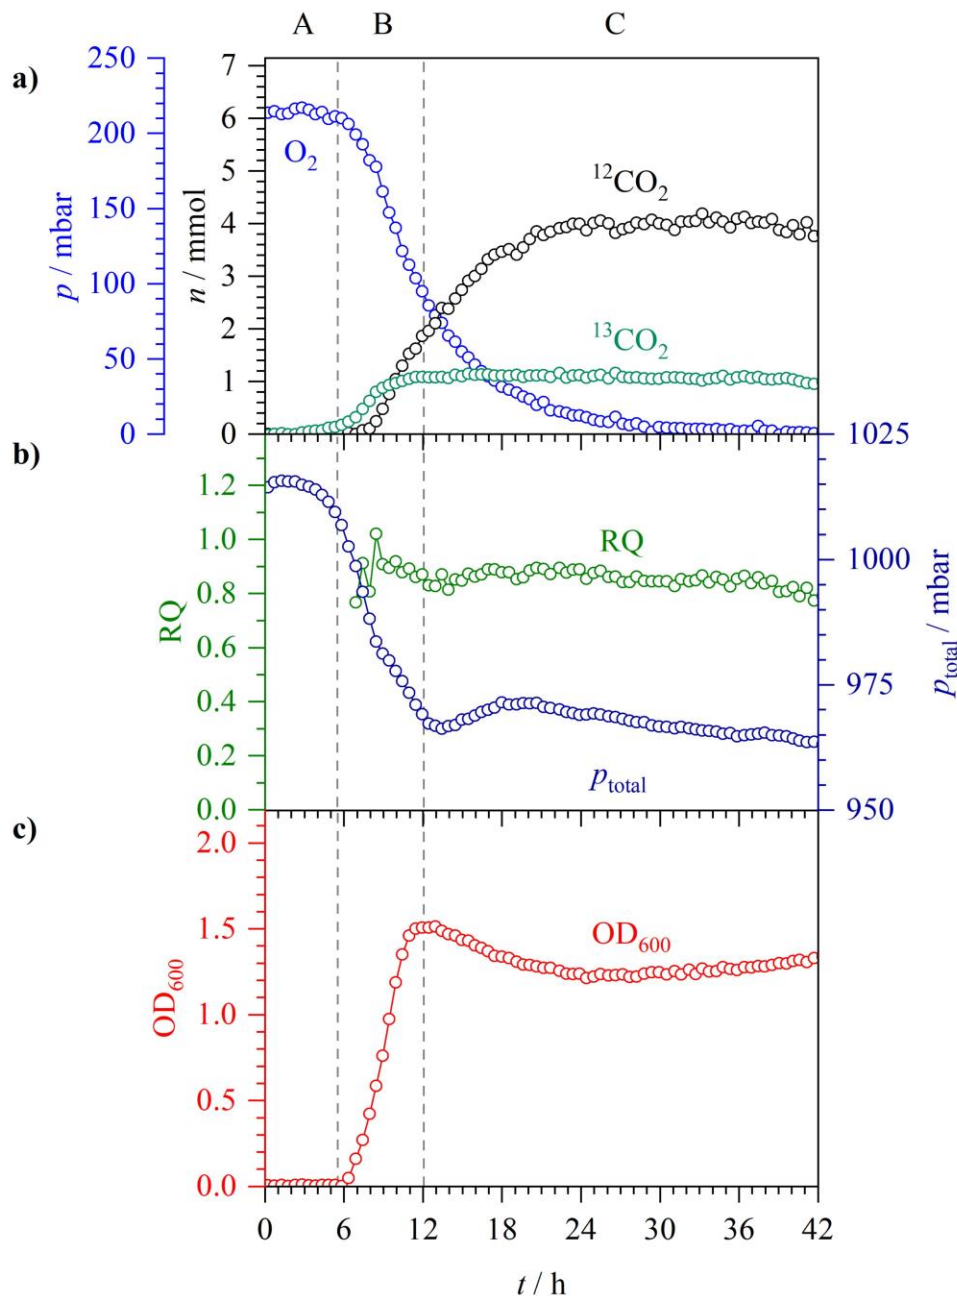 A B C
a)
p / mbar
250
200
150
100
50
0
n / mmol
7
6
5
4
3
2
1
0
O₂
¹²CO₂
¹³CO₂
b)
RQ
1.2
1.0
0.8
0.6
0.4
0.2
0.0
RQ
p_total
1025
1000
975
950
p_total / mbar
c)
OD₆₀₀
2.0
1.5
1.0
0.5
0.0
OD₆₀₀
0 6 12 18 24 30 36 42
t / h